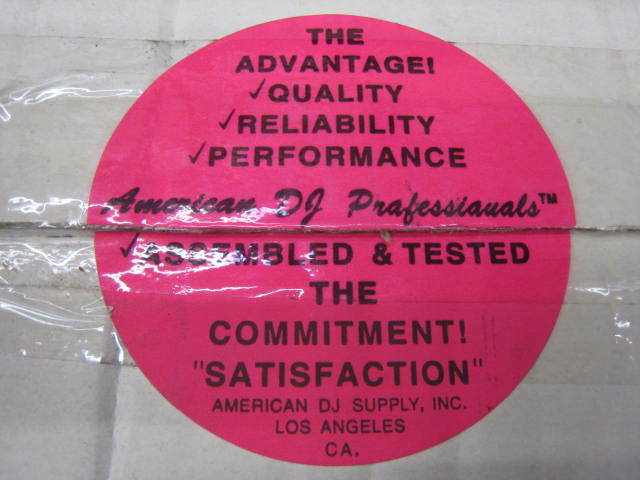 THE
ADVANTAGE!
✓QUALITY
✓RELIABILITY
✓PERFORMANCE
American DJ Prafessianals™
✓ASSEMBLED & TESTED
THE
COMMITMENT!
"SATISFACTION"
AMERICAN DJ SUPPLY, INC.
LOS ANGELES
CA.